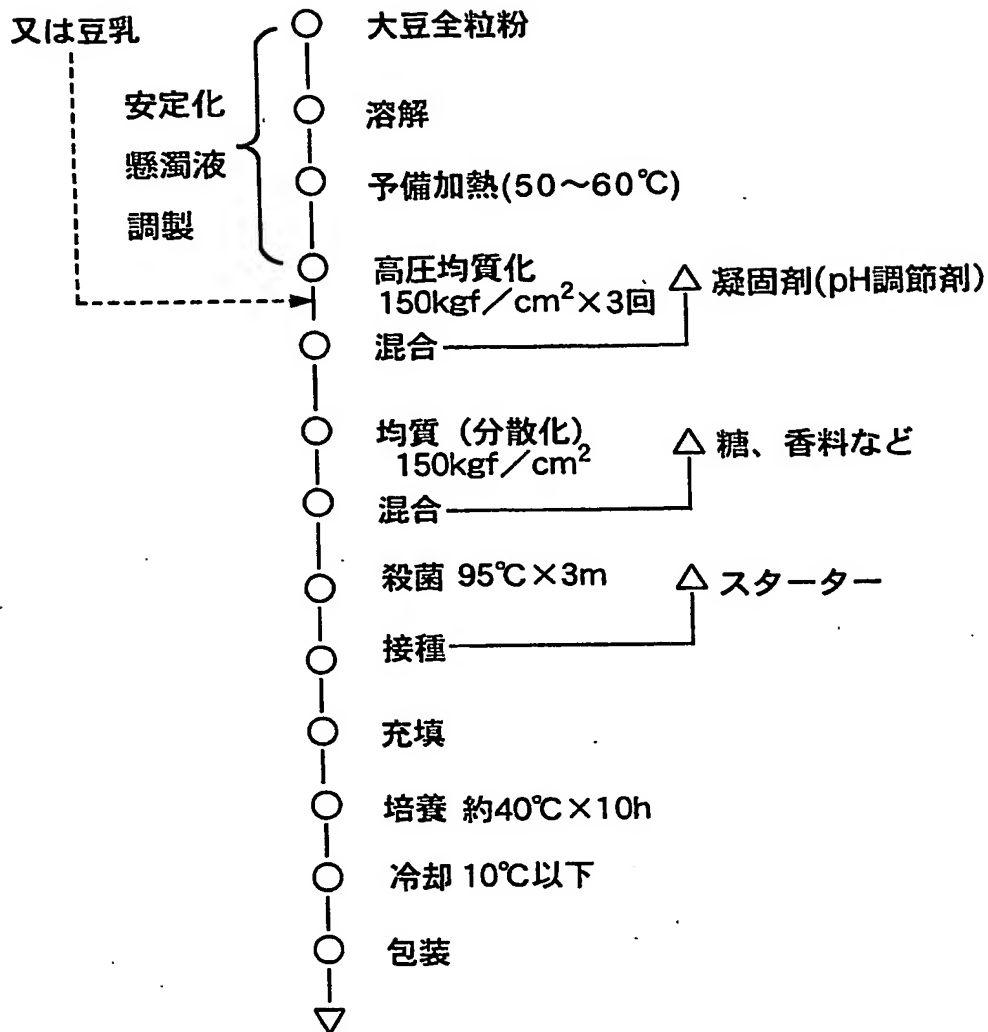 又は豆乳
大豆全粒粉
安定化
懸濁液
調製
溶解
予備加熱(50～60℃)
高圧均質化
150kgf／cm²×3回
凝固剤(pH調節剤)
混合
均質（分散化）
150kgf／cm²
糖、香料など
混合
殺菌 95℃×3m
スターター
接種
充填
培養 約40℃×10h
冷却 10℃以下
包装